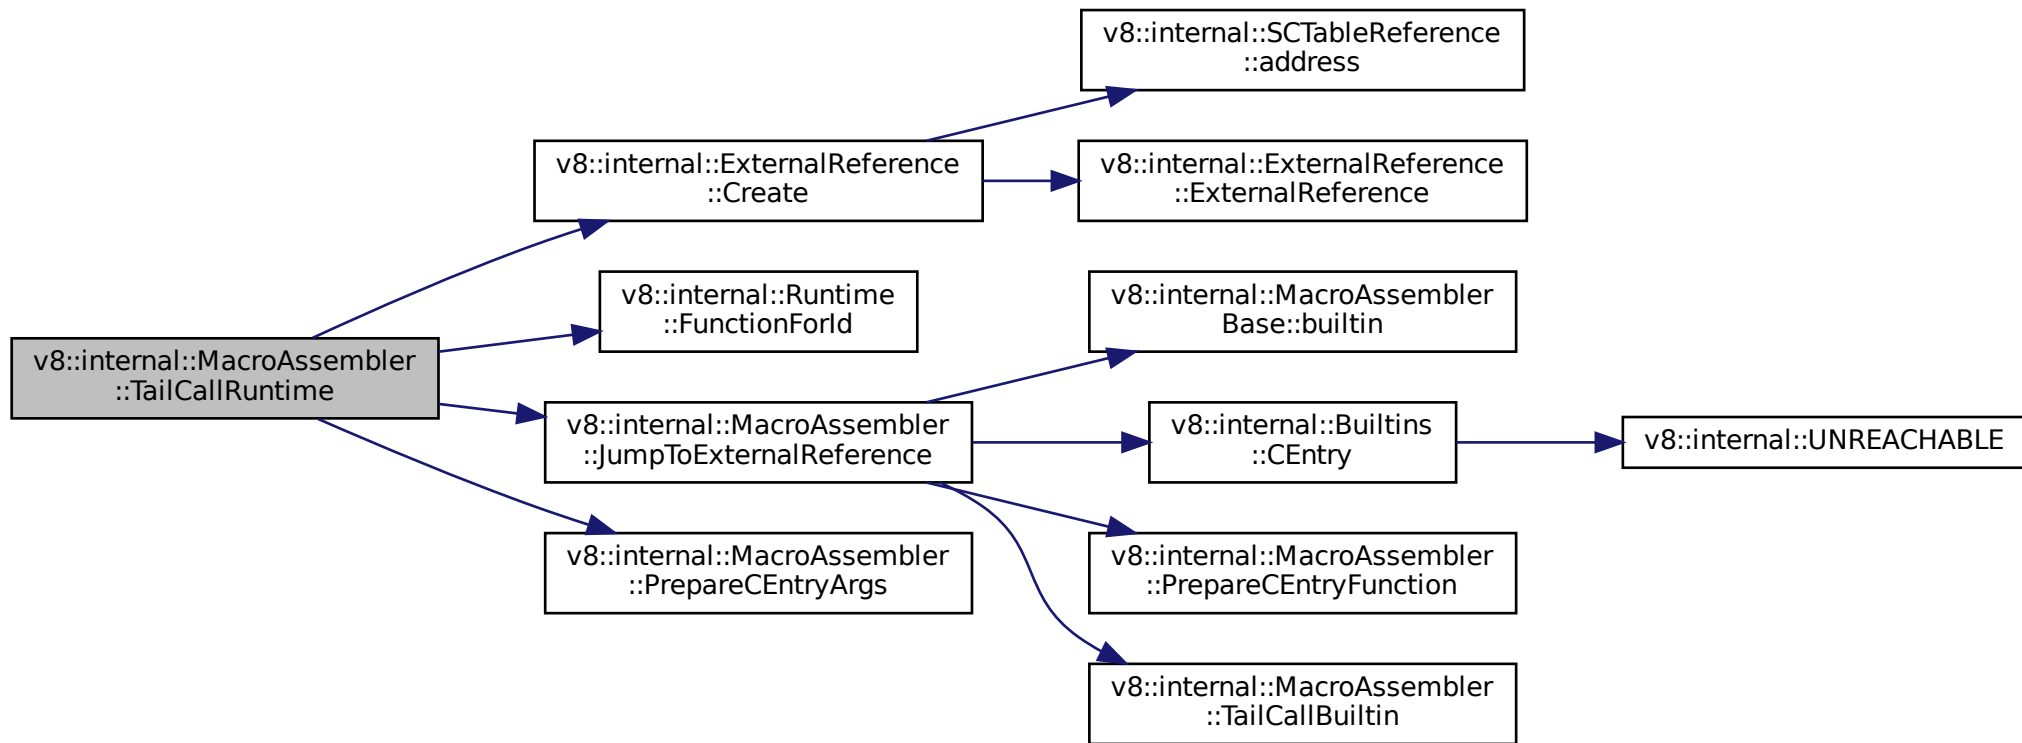 v8::internal::MacroAssembler
::TailCallRuntime
v8::internal::ExternalReference
::Create
v8::internal::SCTableReference
::address
v8::internal::ExternalReference
::ExternalReference
v8::internal::Runtime
::FunctionForId
v8::internal::MacroAssembler
::JumpToExternalReference
v8::internal::MacroAssembler
Base::builtin
v8::internal::Builtins
::CEntry
v8::internal::UNREACHABLE
v8::internal::MacroAssembler
::PrepareCEntryFunction
v8::internal::MacroAssembler
::TailCallBuiltin
v8::internal::MacroAssembler
::PrepareCEntryArgs